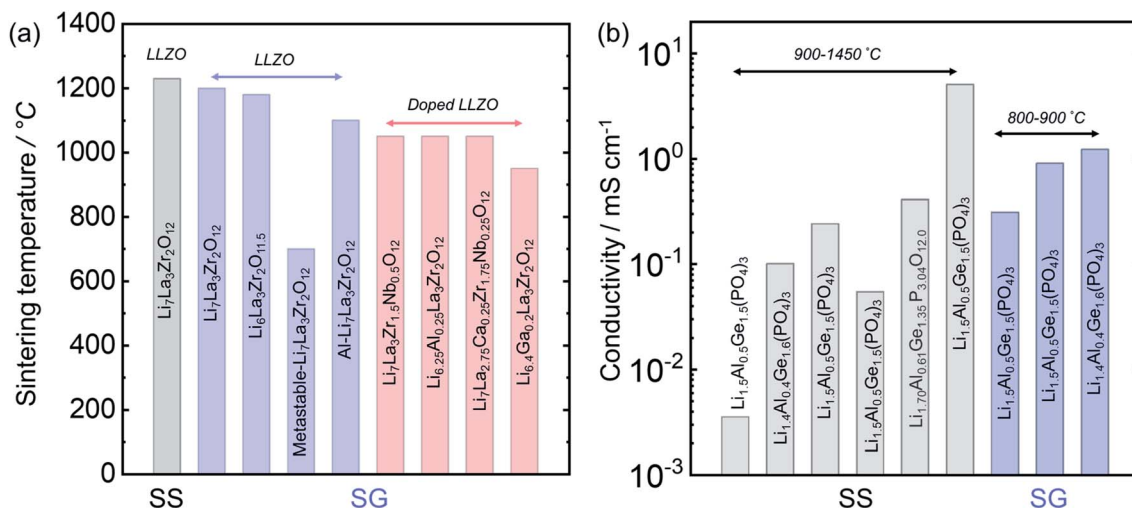 (a)
Sintering temperature / °C
1400
1200
1000
800
600
400
200
0
LLZO
LLZO
Doped LLZO
Li7La3Zr2O12
Li7La3Zr2O12
Li6La3Zr2O11.5
Metastable-Li7La3Zr2O12
Al-Li7La3Zr2O12
Li7La3Zr1.5Nb0.5O12
Li6.25Al0.25La3Zr2O12
Li7La2.75Ca0.25Zr1.75Nb0.25O12
Li6.4Ga0.2La3Zr2O12
SS
SG
(b)
Conductivity / mS cm-1
10^1
10^0
10^-1
10^-2
10^-3
900-1450 °C
800-900 °C
Li1.5Al0.5Ge1.5(PO4)3
Li1.4Al0.4Ge1.6(PO4)3
Li1.5Al0.5Ge1.5(PO4)3
Li1.5Al0.5Ge1.5(PO4)3
Li1.70Al0.61Ge1.35P3.04O12.0
Li1.5Al0.5Ge1.5(PO4)3
Li1.5Al0.5Ge1.5(PO4)3
Li1.5Al0.5Ge1.5(PO4)3
Li1.4Al0.4Ge1.6(PO4)3
SS
SG